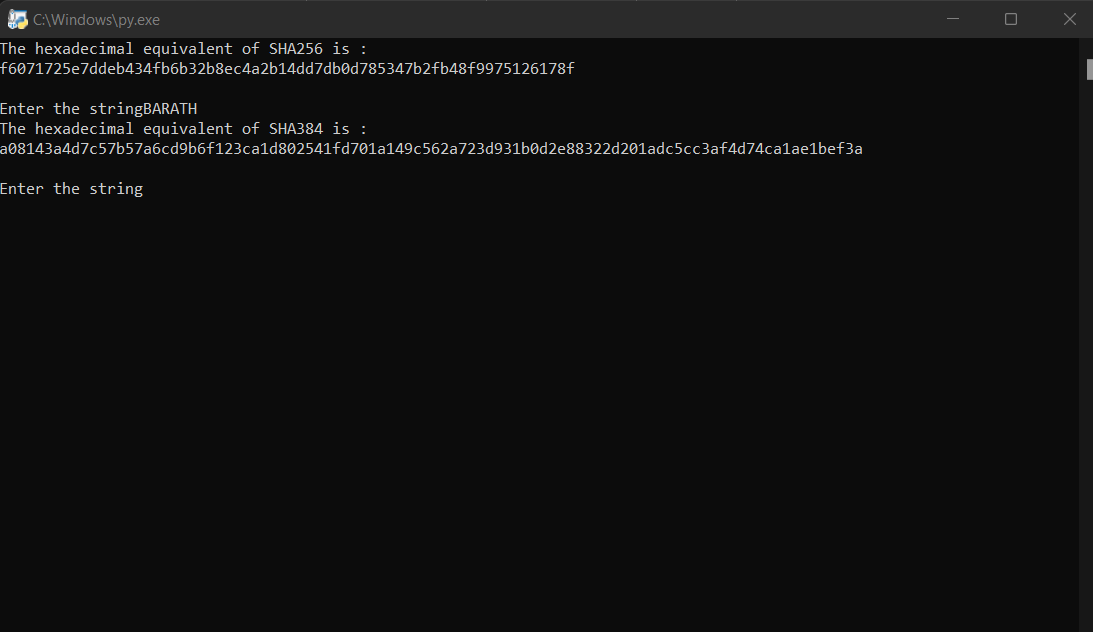 C:\Windows\py.exe
The hexadecimal equivalent of SHA256 is :
f6071725e7ddeb434fb6b32b8ec4a2b14dd7db0d785347b2fb48f9975126178f
Enter the stringBARATH
The hexadecimal equivalent of SHA384 is :
a08143a4d7c57b57a6cd9b6f123ca1d802541fd701a149c562a723d931b0d2e88322d201adc5cc3af4d74ca1ae1bef3a
Enter the string